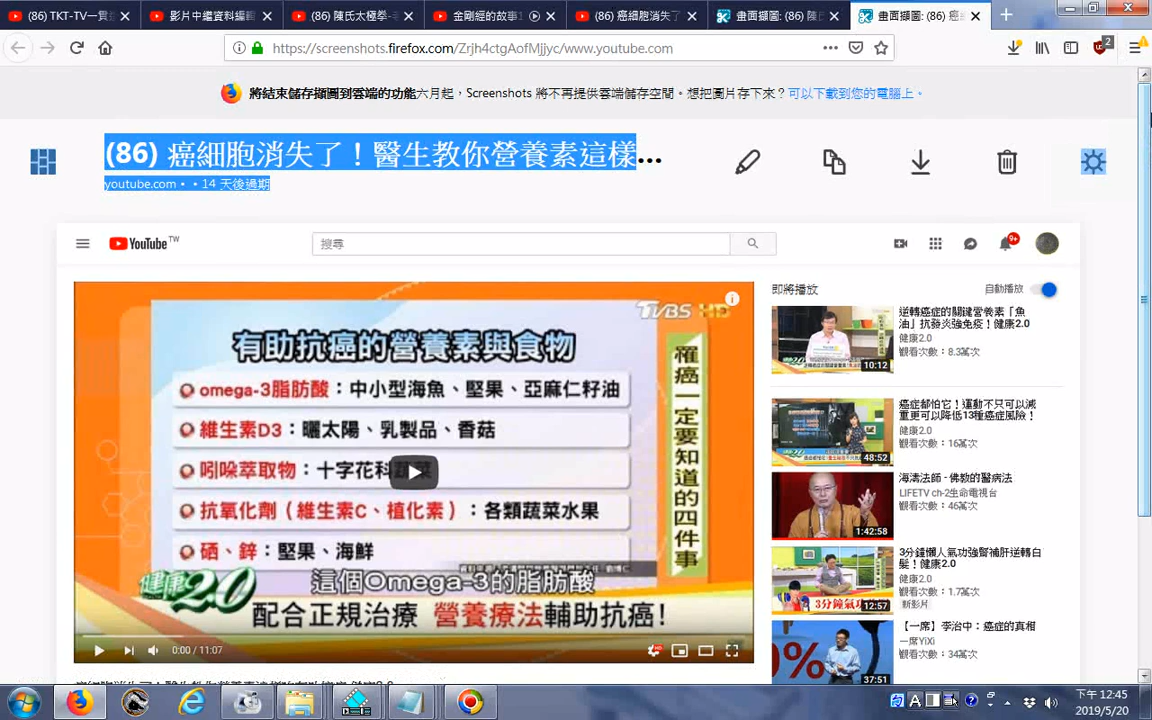 (86) TKT-TV一貫
影片中繼資料編輯
(86) 陳氏太極拳-
金剛經的故事1
(86) 癌細胞消失了
畫面擷圖: (86) 陳氏
畫面擷圖: (86) 癌
https://screenshots.firefox.com/Zrjh4ctgAofMjjyc/www.youtube.com
2
將結束儲存擷圖到雲端的功能六月起，Screenshots 將不再提供雲端儲存空間。想把圖片存下來？可以下載到您的電腦上。
(86) 癌細胞消失了！醫生教你營養素這樣...
youtube.com • • 14 天後過期
YouTube TW
搜尋
9+
TVBS HD
有助抗癌的營養素與食物
omega-3脂肪酸：中小型海魚、堅果、亞麻仁籽油
維生素D3：曬太陽、乳製品、香菇
吲哚萃取物：十字花科蔬菜
抗氧化劑（維生素C、植化素）：各類蔬菜水果
硒、鋅：堅果、海鮮
罹癌一定要知道的四件事
這個Omega-3的脂肪酸
健康2.0
配合正規治療 營養療法輔助抗癌！
0:00 / 11:07
即將播放
自動播放
逆轉癌症的關鍵營養素「魚
油」抗發炎強免疫！健康2.0
健康2.0
觀看次數：8.3萬次
10:12
癌症都怕它！運動不只可以減
重更可以降低13種癌症風險！
健康2.0
觀看次數：16萬次
48:52
海濤法師 - 佛教的醫病法
LIFETV ch-2生命電視台
觀看次數：46萬次
1:42:58
3分鐘懶人氣功強腎補肝逆轉白
髮！健康2.0
健康2.0
觀看次數：1.7萬次
新影片
3分鐘氣功
12:57
【一席】李治中：癌症的真相
一席YiXi
觀看次數：34萬次
0%
37:51
下午 12:45
2019/5/20